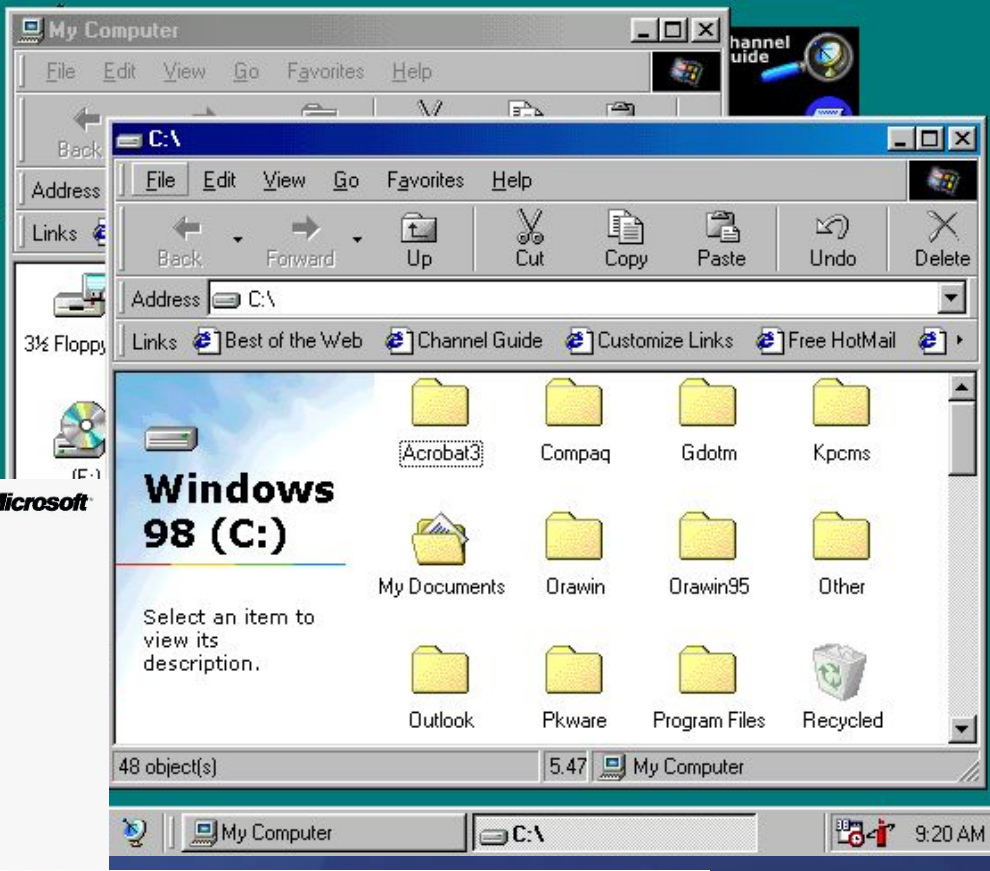 My Computer
File Edit View Go Favorites Help
hannel
uide
Back
Address
Links
3½ Floppy
(E:)
C:\
File Edit View Go Favorites Help
Back Forward Up Cut Copy Paste Undo Delete
Address C:\
Links Best of the Web Channel Guide Customize Links Free HotMail
Windows
98 (C:)
Select an item to
view its
description.
Acrobat3 Compaq Gdotm Kpcms
My Documents Orawin Orawin95 Other
Outlook Pkware Program Files Recycled
48 object(s) 5.47 My Computer
Microsoft
My Computer C:\ 9:20 AM